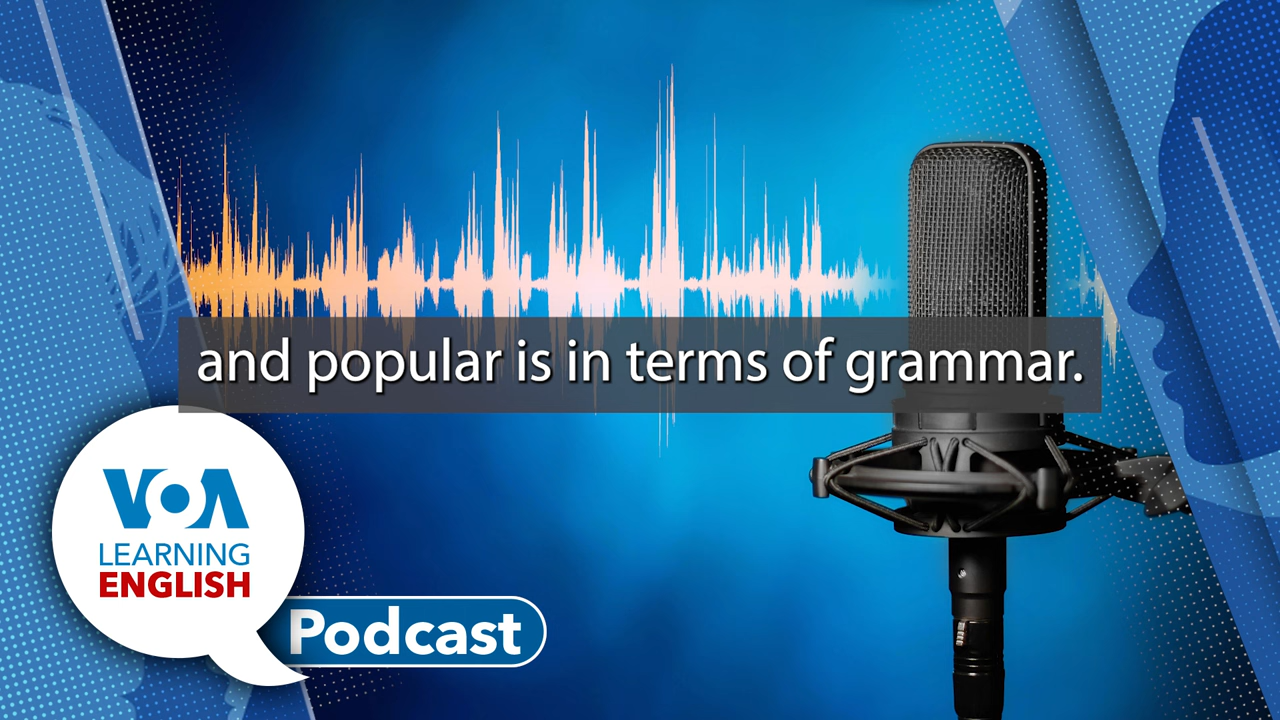 and popular is in terms of grammar.
VOA
LEARNING
ENGLISH
Podcast